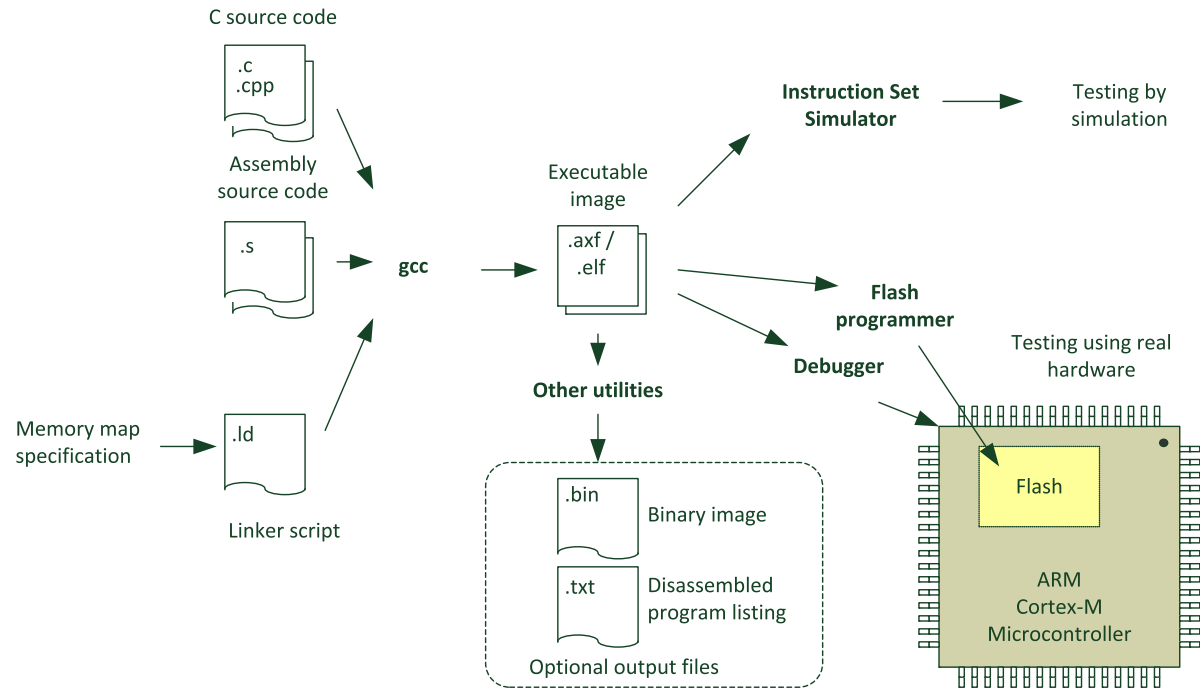 C source code
.c
.cpp
Assembly
source code
.s
Memory map
specification
.ld
Linker script
gcc
Executable
image
.axf /
.elf
Other utilities
.bin
Binary image
.txt
Disassembled
program listing
Optional output files
Instruction Set
Simulator
Testing by
simulation
Flash
programmer
Debugger
Testing using real
hardware
Flash
ARM
Cortex-M
Microcontroller